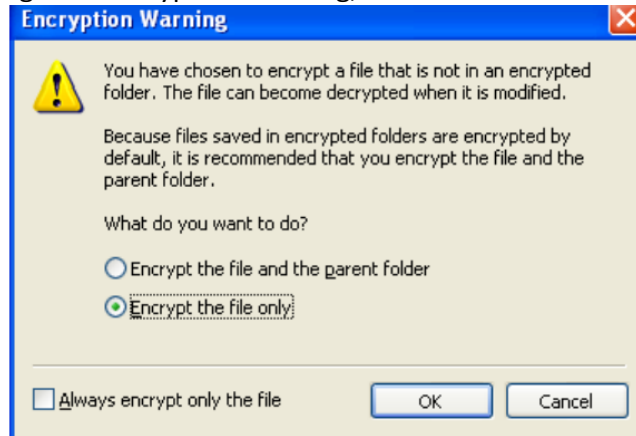 Encryption Warning
You have chosen to encrypt a file that is not in an encrypted
folder. The file can become decrypted when it is modified.
Because files saved in encrypted folders are encrypted by
default, it is recommended that you encrypt the file and the
parent folder.
What do you want to do?
Encrypt the file and the parent folder
Encrypt the file only
Always encrypt only the file
OK
Cancel